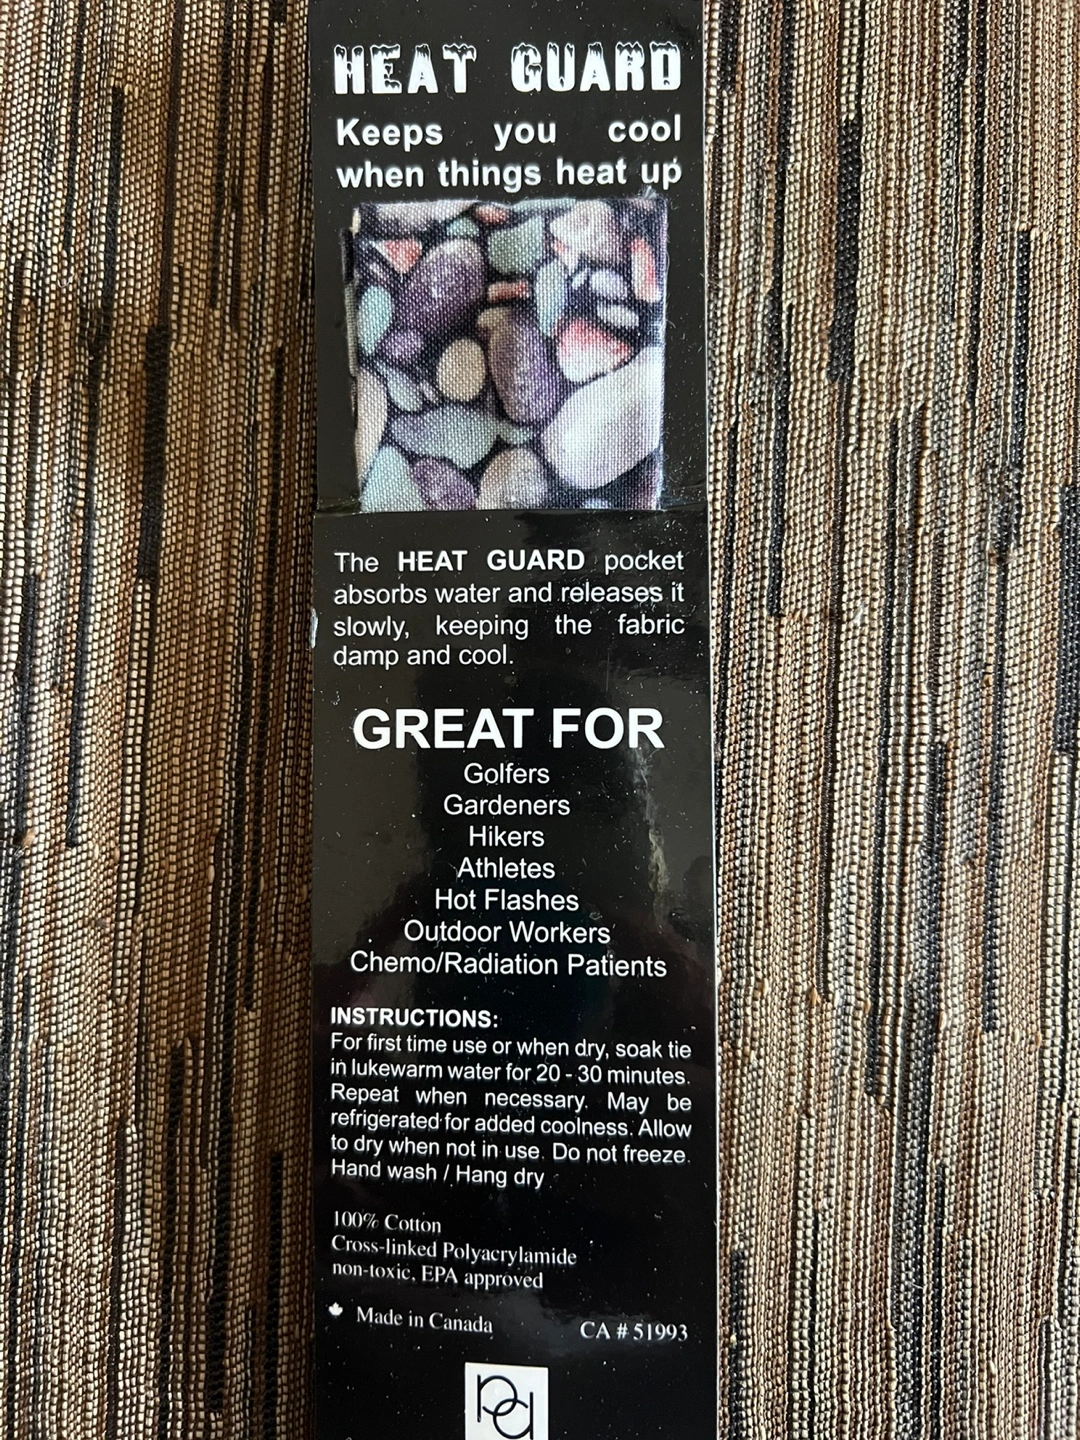 HEAT GUARD
Keeps you cool
when things heat up
The HEAT GUARD pocket
absorbs water and releases it
slowly, keeping the fabric
damp and cool.
GREAT FOR
Golfers
Gardeners
Hikers
Athletes
Hot Flashes
Outdoor Workers
Chemo/Radiation Patients
INSTRUCTIONS:
For first time use or when dry, soak tie
in lukewarm water for 20 - 30 minutes.
Repeat when necessary. May be
refrigerated for added coolness. Allow
to dry when not in use. Do not freeze.
Hand wash / Hang dry
100% Cotton
Cross-linked Polyacrylamide
non-toxic, EPA approved
Made in Canada CA # 51993
pd